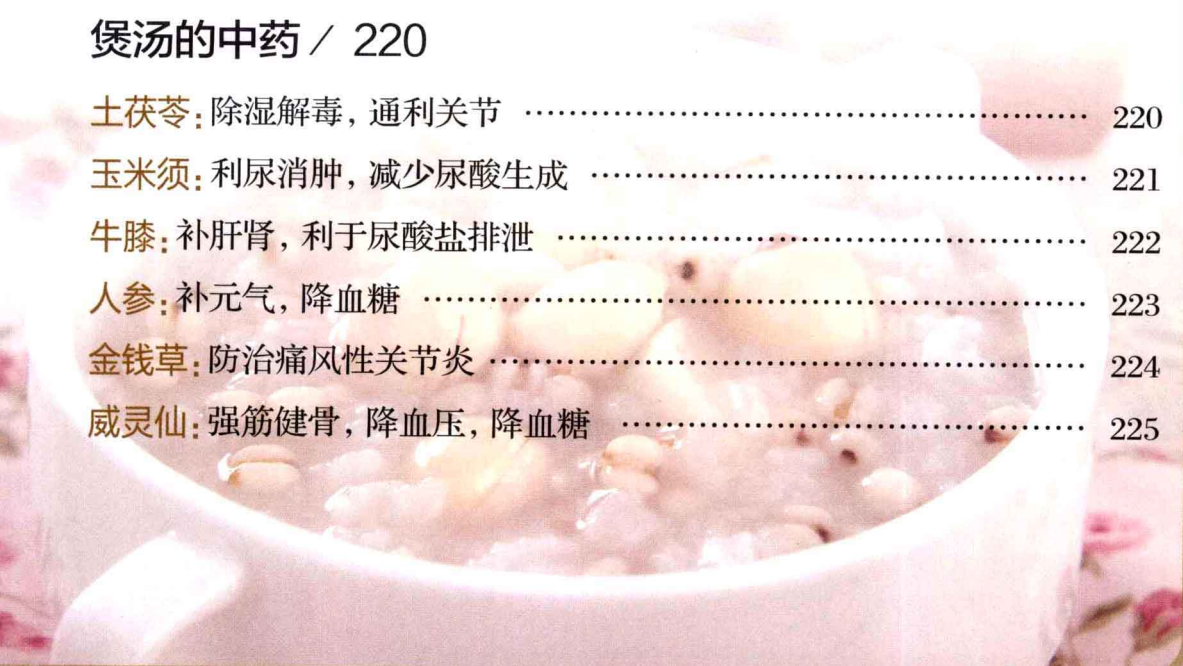 煲汤的中药 / 220
土茯苓：除湿解毒，通利关节 …………………………………………… 220
玉米须：利尿消肿，减少尿酸生成 …………………………………………… 221
牛膝：补肝肾，利于尿酸盐排泄 …………………………………………… 222
人参：补元气，降血糖 …………………………………………… 223
金钱草：防治痛风性关节炎 …………………………………………… 224
威灵仙：强筋健骨，降血压，降血糖 …………………………………………… 225